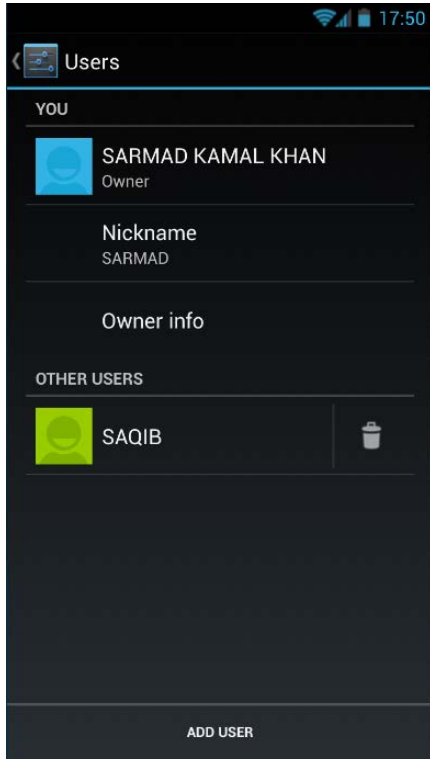 17:50
Users
YOU
SARMAD KAMAL KHAN
Owner
Nickname
SARMAD
Owner info
OTHER USERS
SAQIB
ADD USER